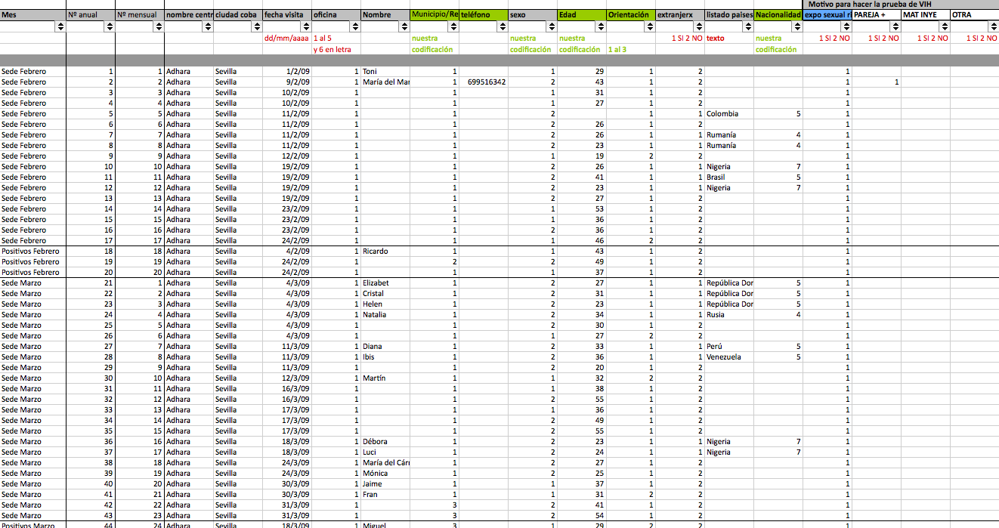 Motivo para hacer la prueba de VIH
Mes Nº anual Nº mensual nombre centr ciudad coba fecha visita oficina Nombre Municipio/Re teléfono sexo Edad Orientación extranjerx listado paises Nacionalidad expo sexual ri PAREJA + MAT INYE OTRA
dd/mm/aaaa 1 al 5 nuestra nuestra nuestra 1 SI 2 NO texto nuestra 1 SI 2 NO 1 SI 2 NO 1 SI 2 NO 1 SI 2 NO
y 6 en letra codificación codificación codificación 1 al 3 codificación
Sede Febrero 1 1 Adhara Sevilla 1/2/09 1 Toni 1 1 29 1 2 1
Sede Febrero 2 2 Adhara Sevilla 9/2/09 1 María del Mar 1 699516342 2 43 1 2 1 1
Sede Febrero 3 3 Adhara Sevilla 10/2/09 1 1 1 31 1 2 1
Sede Febrero 4 4 Adhara Sevilla 10/2/09 1 1 2 27 1 2 1
Sede Febrero 5 5 Adhara Sevilla 11/2/09 1 1 2 1 1 Colombia 5 1
Sede Febrero 6 6 Adhara Sevilla 11/2/09 1 1 2 26 1 2 1
Sede Febrero 7 7 Adhara Sevilla 11/2/09 1 1 2 26 1 1 Rumanía 4 1
Sede Febrero 8 8 Adhara Sevilla 11/2/09 1 1 2 23 1 1 Rumanía 4 1
Sede Febrero 9 9 Adhara Sevilla 12/2/09 1 1 1 19 2 2 1
Sede Febrero 10 10 Adhara Sevilla 19/2/09 1 1 2 26 1 1 Nigeria 7 1
Sede Febrero 11 11 Adhara Sevilla 19/2/09 1 1 2 41 1 1 Brasil 5 1
Sede Febrero 12 12 Adhara Sevilla 19/2/09 1 1 2 23 1 1 Nigeria 7 1
Sede Febrero 13 13 Adhara Sevilla 19/2/09 1 1 2 27 1 2 1
Sede Febrero 14 14 Adhara Sevilla 23/2/09 1 1 1 53 1 2 1
Sede Febrero 15 15 Adhara Sevilla 23/2/09 1 1 1 36 1 2 1
Sede Febrero 16 16 Adhara Sevilla 23/2/09 1 1 2 36 1 2 1
Sede Febrero 17 17 Adhara Sevilla 24/2/09 1 1 1 46 2 2 1
Positivos Febrero 18 18 Adhara Sevilla 4/2/09 1 Ricardo 1 1 43 1 2 1
Positivos Febrero 19 19 Adhara Sevilla 24/2/09 1 2 2 49 1 2 1
Positivos Febrero 20 20 Adhara Sevilla 24/2/09 1 1 1 37 1 2 1
Sede Marzo 21 1 Adhara Sevilla 4/3/09 1 Elizabet 1 2 27 1 1 República Dor 5 1
Sede Marzo 22 2 Adhara Sevilla 4/3/09 1 Cristal 1 2 31 1 1 República Dor 5 1
Sede Marzo 23 3 Adhara Sevilla 4/3/09 1 Helen 1 2 23 1 1 República Dor 5 1
Sede Marzo 24 4 Adhara Sevilla 4/3/09 1 Natalia 1 2 34 1 1 Rusia 4 1
Sede Marzo 25 5 Adhara Sevilla 4/3/09 1 1 2 30 1 2 1
Sede Marzo 26 6 Adhara Sevilla 4/3/09 1 1 1 27 2 2 1
Sede Marzo 27 7 Adhara Sevilla 11/3/09 1 Diana 1 2 33 1 1 Perú 5 1
Sede Marzo 28 8 Adhara Sevilla 11/3/09 1 Ibis 1 2 36 1 1 Venezuela 5 1
Sede Marzo 29 9 Adhara Sevilla 11/3/09 1 1 2 20 1 2 1
Sede Marzo 30 10 Adhara Sevilla 12/3/09 1 Martín 1 1 32 2 2 1
Sede Marzo 31 11 Adhara Sevilla 16/3/09 1 1 1 38 1 2 1
Sede Marzo 32 12 Adhara Sevilla 16/3/09 1 1 2 55 1 2 1
Sede Marzo 33 13 Adhara Sevilla 17/3/09 1 1 1 36 1 2 1
Sede Marzo 34 14 Adhara Sevilla 17/3/09 1 1 2 49 1 2 1
Sede Marzo 35 15 Adhara Sevilla 17/3/09 1 1 2 55 1 2 1
Sede Marzo 36 16 Adhara Sevilla 18/3/09 1 Débora 1 2 23 1 1 Nigeria 7 1
Sede Marzo 37 17 Adhara Sevilla 18/3/09 1 Luci 1 2 24 1 1 Nigeria 7 1
Sede Marzo 38 18 Adhara Sevilla 24/3/09 1 María del Cárr 1 2 27 1 2 1
Sede Marzo 39 19 Adhara Sevilla 24/3/09 1 Mónica 1 2 25 1 2 1
Sede Marzo 40 20 Adhara Sevilla 30/3/09 1 Jaime 1 1 37 1 2 1
Sede Marzo 41 21 Adhara Sevilla 30/3/09 1 Fran 1 1 31 2 2 1
Sede Marzo 42 22 Adhara Sevilla 31/3/09 1 3 2 41 1 2 1
Sede Marzo 43 23 Adhara Sevilla 31/3/09 1 3 2 54 1 2 1
Positivos Marzo 44 24 Adhara Sevilla 18/3/09 1 Miguel 3 1 29 2 2 1